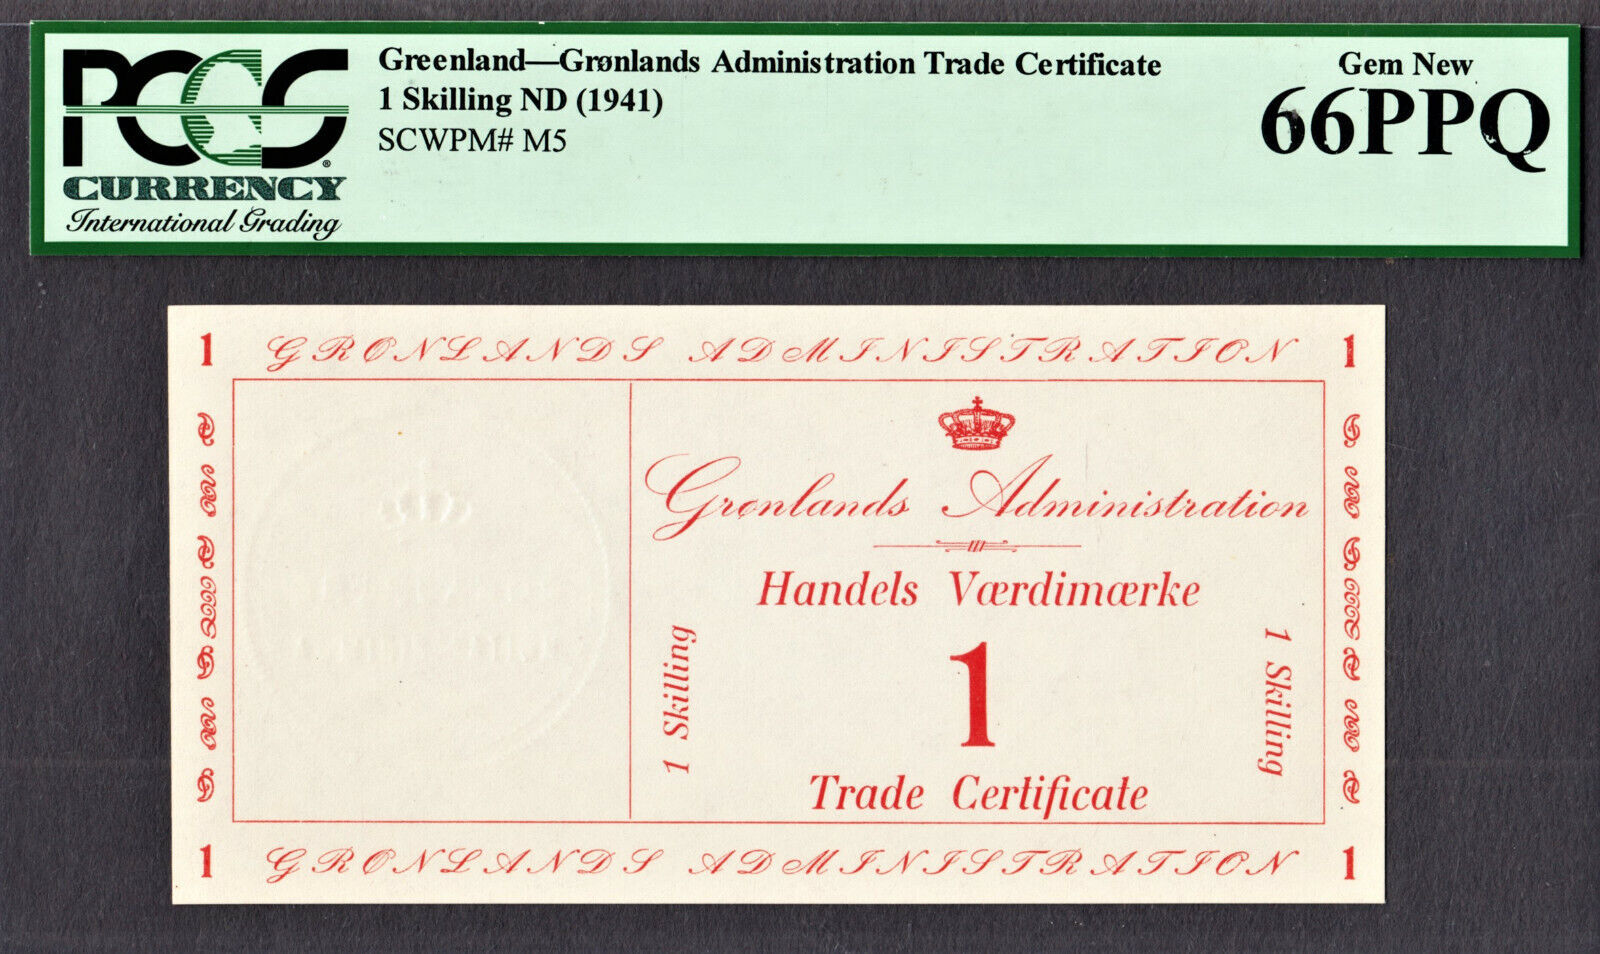 PCGS
CURRENCY
International Grading
Greenland—Grønlands Administration Trade Certificate
1 Skilling ND (1941)
SCWPM# M5
Gem New
66PPQ
1 GRØNLANDS ADMINISTRATION 1
Grønlands Administration
Handels Værdimærke
1
Trade Certificate
1 Skilling
1 Skilling
1 GRØNLANDS ADMINISTRATION 1